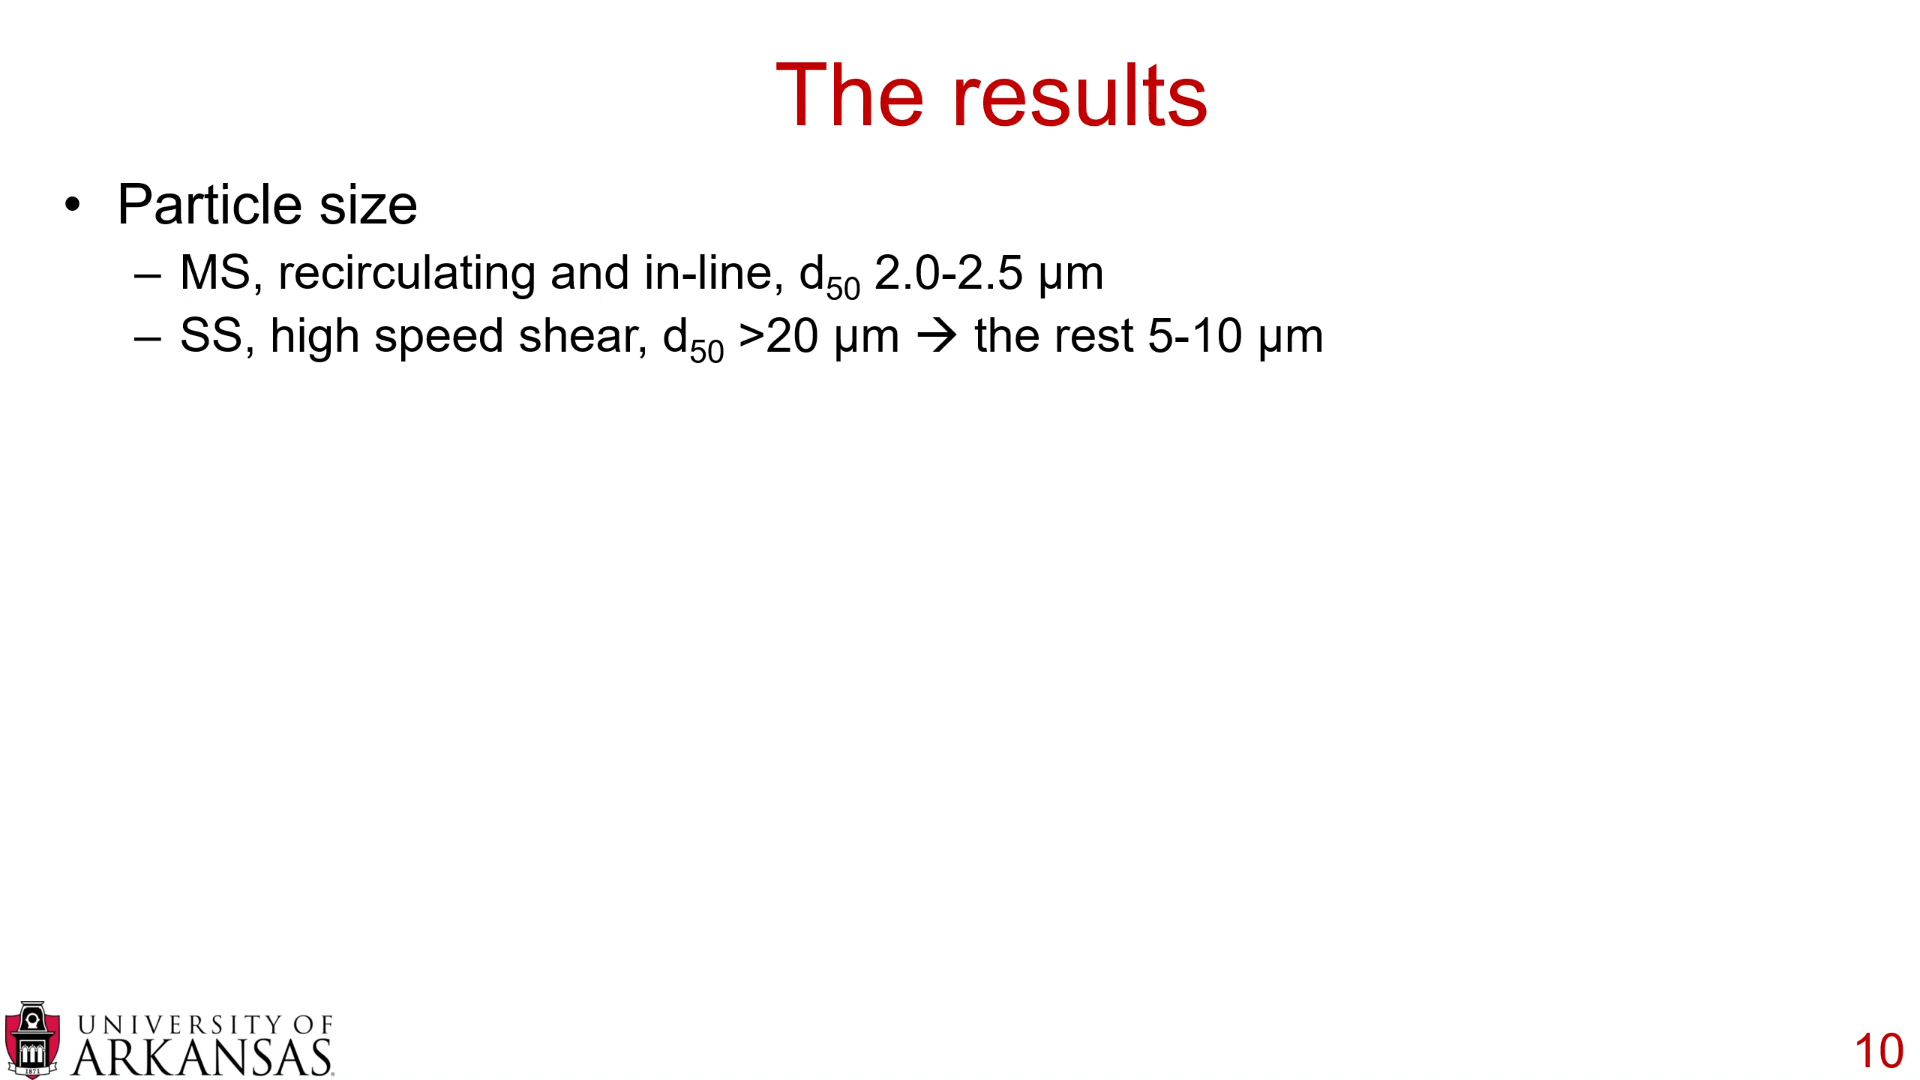 The results
• Particle size
– MS, recirculating and in-line, d50 2.0-2.5 µm
– SS, high speed shear, d50 >20 µm → the rest 5-10 µm
UNIVERSITY OF
ARKANSAS
1871
10